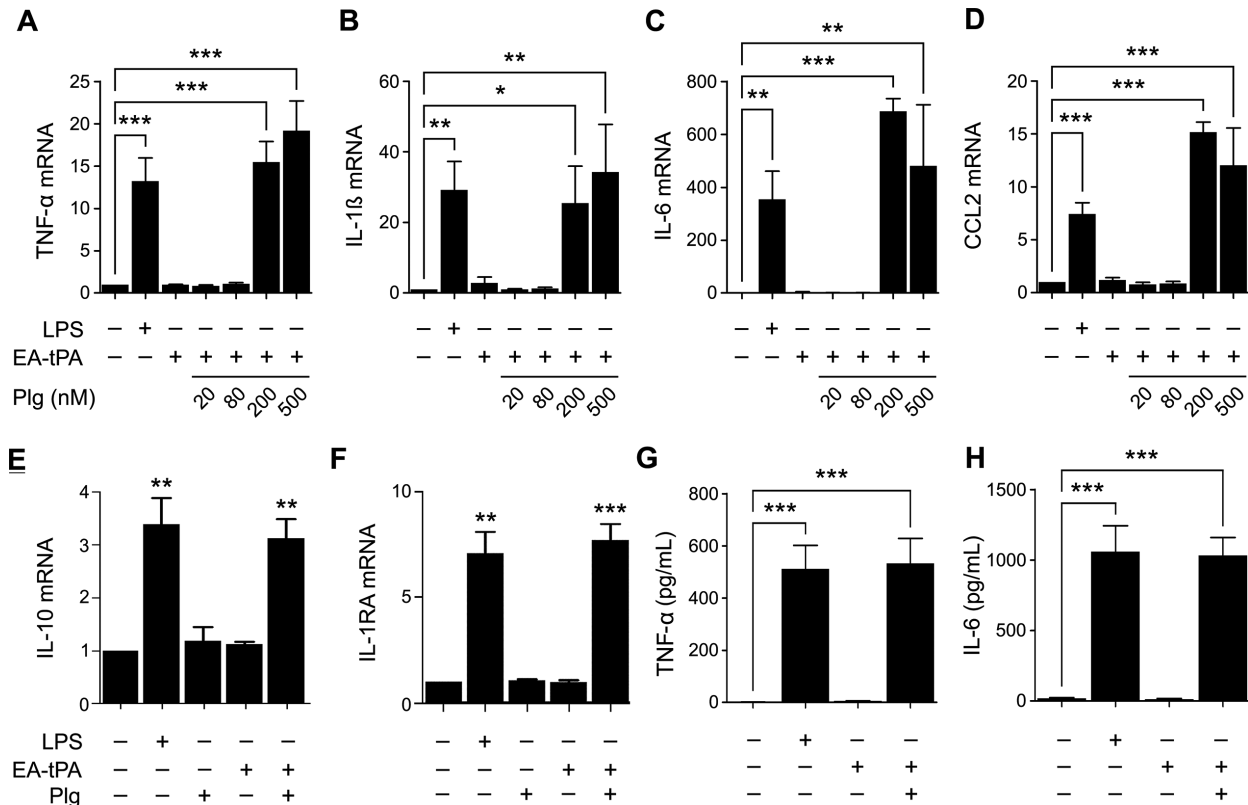 A
TNF-α mRNA
25
20
15
10
5
0
***
***
***
B
IL-1ß mRNA
60
40
20
0
**
*
**
C
IL-6 mRNA
800
600
400
200
0
**
***
**
D
CCL2 mRNA
20
15
10
5
0
***
***
***
LPS
– + – – – – –
– + – – – – –
– + – – – – –
– + – – – – –
EA-tPA
– – + + + + +
– – + + + + +
– – + + + + +
– – + + + + +
Plg (nM)
20 80 200 500
20 80 200 500
20 80 200 500
20 80 200 500
E
IL-10 mRNA
4
3
2
1
0
**
**
F
IL-1RA mRNA
10
5
0
**
***
G
TNF-α (pg/mL)
800
600
400
200
0
***
***
H
IL-6 (pg/mL)
1500
1000
500
0
***
***
LPS
– + – – –
– + – – –
– + – –
– + – –
EA-tPA
– – – + +
– – – + +
– – + +
– – + +
Plg
– – + – +
– – + – +
– – – +
– – – +